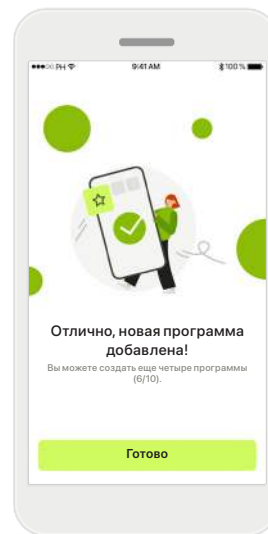 9:41 AM
100 %
Отлично, новая программа
добавлена!
Вы можете создать еще четыре программы
(6/10).
Готово